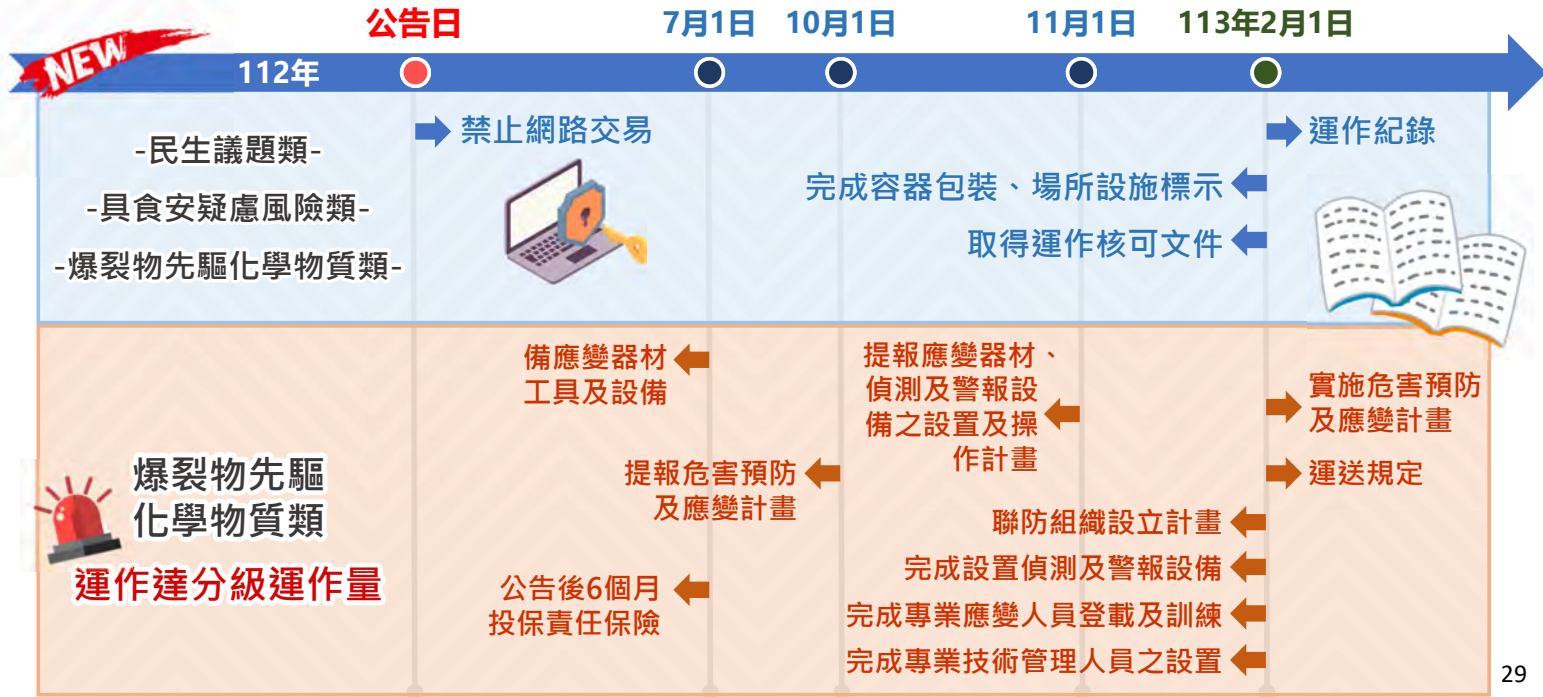 公告日
7月1日
10月1日
11月1日
113年2月1日
NEW
112年
-民生議題類-
-具食安疑慮風險類-
-爆裂物先驅化學物質類-
禁止網路交易
運作紀錄
完成容器包裝、場所設施標示
取得運作核可文件
爆裂物先驅
化學物質類
運作達分級運作量
備應變器材
工具及設備
提報危害預防
及應變計畫
公告後6個月
投保責任保險
提報應變器材、
偵測及警報設
備之設置及操
作計畫
實施危害預防
及應變計畫
運送規定
聯防組織設立計畫
完成設置偵測及警報設備
完成專業應變人員登載及訓練
完成專業技術管理人員之設置
29